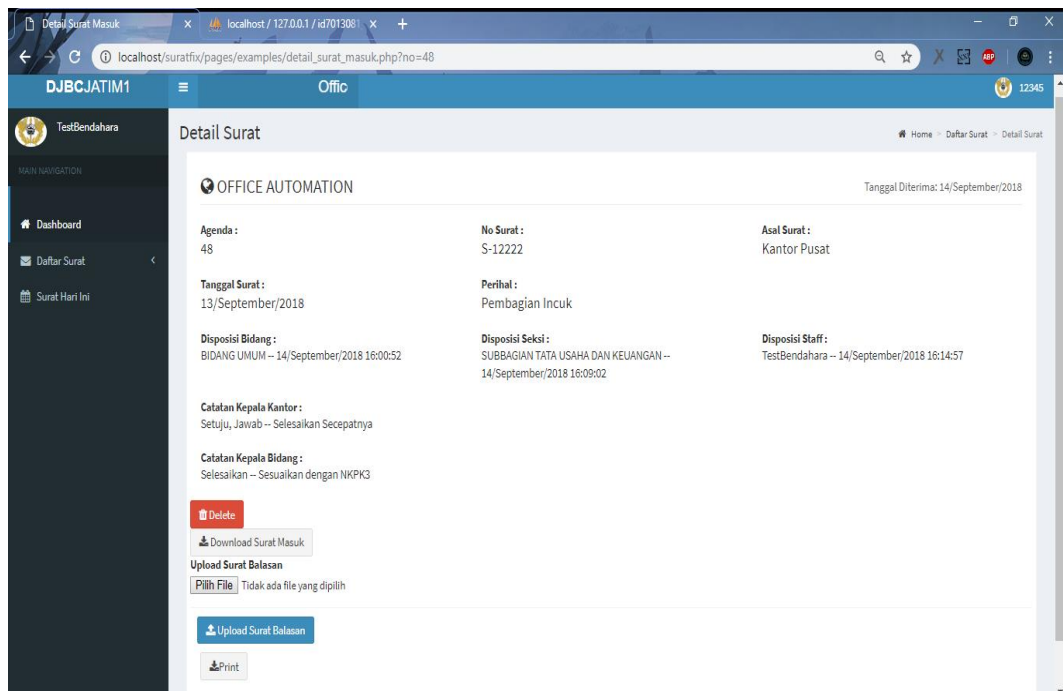 Detail Surat Masuk
localhost / 127.0.0.1 / id7013081
localhost/suratfix/pages/examples/detail_surat_masuk.php?no=48
ABP
DJBCJATIM1
Offic
12345
TestBendahara
MAIN NAVIGATION
Dashboard
Daftar Surat
Surat Hari Ini
Detail Surat
Home > Daftar Surat > Detail Surat
OFFICE AUTOMATION
Tanggal Diterima: 14/September/2018
Agenda :
48
No Surat :
S-12222
Asal Surat :
Kantor Pusat
Tanggal Surat :
13/September/2018
Perihal :
Pembagian Incuk
Disposisi Bidang :
BIDANG UMUM -- 14/September/2018 16:00:52
Disposisi Seksi :
SUBBAGIAN TATA USAHA DAN KEUANGAN --
14/September/2018 16:09:02
Disposisi Staff :
TestBendahara -- 14/September/2018 16:14:57
Catatan Kepala Kantor :
Setuju, Jawab -- Selesaikan Secepatnya
Catatan Kepala Bidang :
Selesaikan -- Sesuaikan dengan NKPK3
Delete
Download Surat Masuk
Upload Surat Balasan
Pilih File Tidak ada file yang dipilih
Upload Surat Balasan
Print